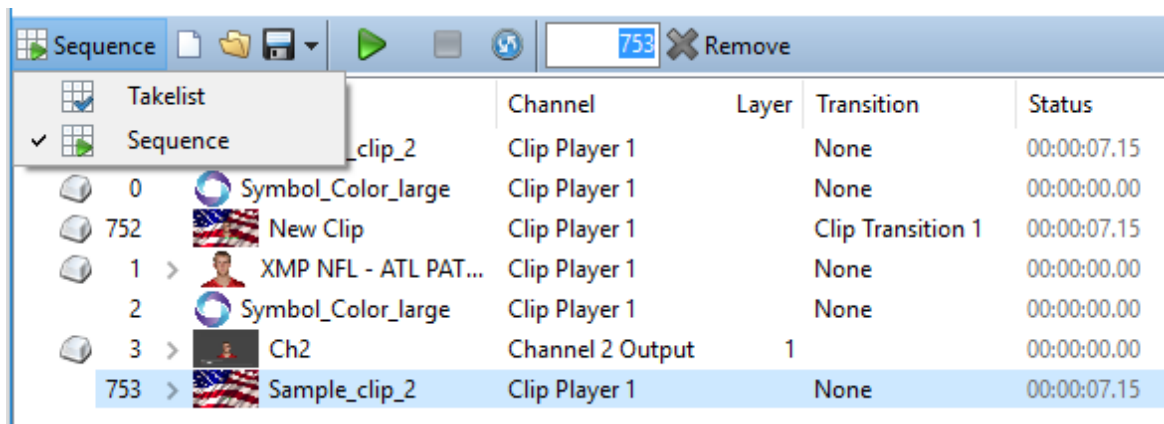 Sequence 753 Remove
Takelist
Channel Layer Transition Status
Sequence
_clip_2 Clip Player 1 None 00:00:07.15
0 Symbol_Color_large Clip Player 1 None 00:00:00.00
752 New Clip Clip Player 1 Clip Transition 1 00:00:07.15
1 XMP NFL - ATL PAT... Clip Player 1 None 00:00:00.00
2 Symbol_Color_large Clip Player 1 None 00:00:00.00
3 Ch2 Channel 2 Output 1 00:00:00.00
753 Sample_clip_2 Clip Player 1 None 00:00:07.15